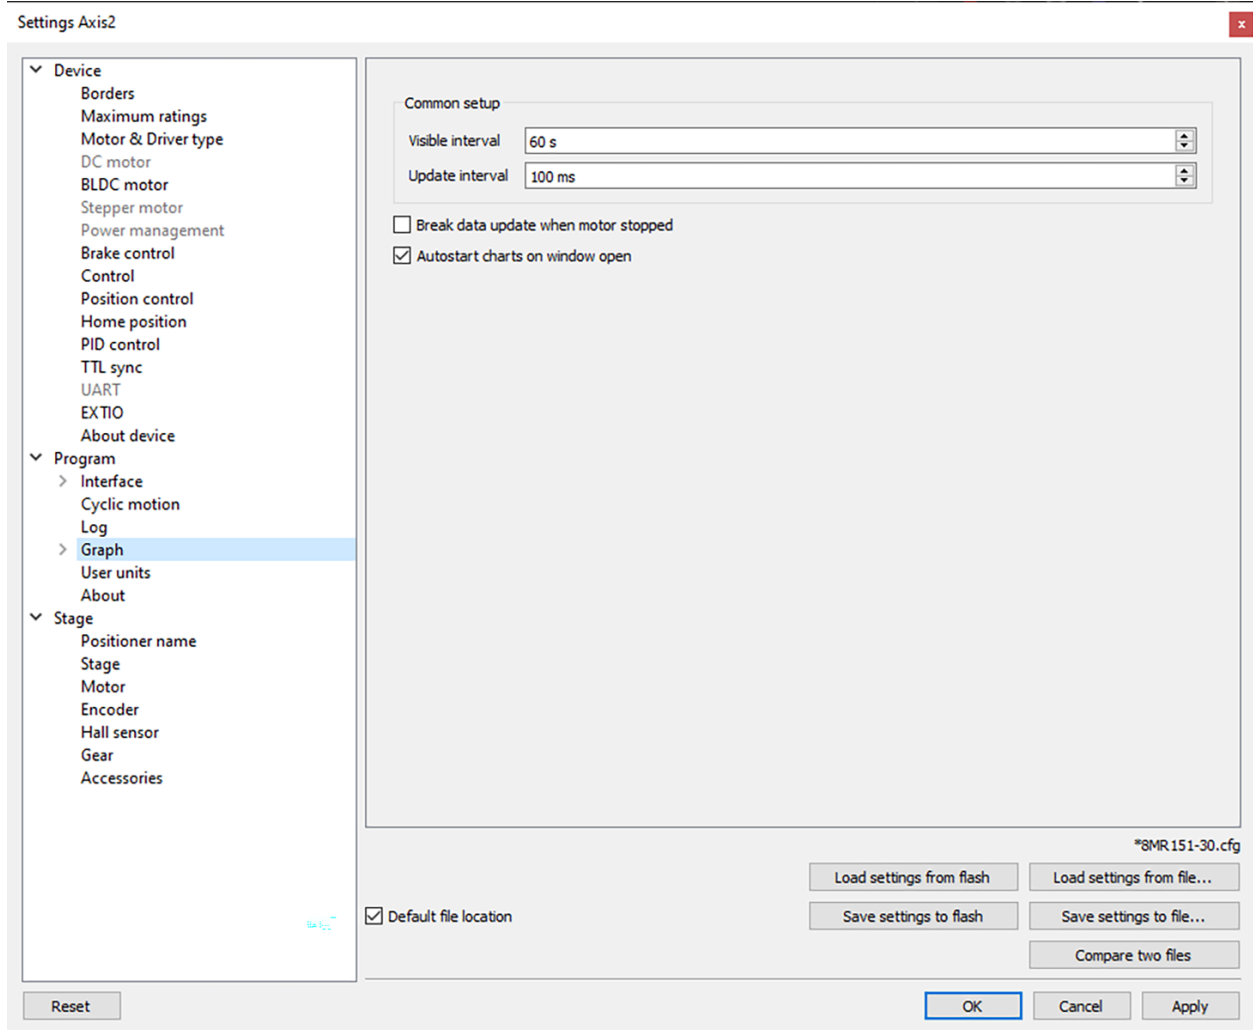 Settings Axis2
x
Device
Borders
Maximum ratings
Motor & Driver type
DC motor
BLDC motor
Stepper motor
Power management
Brake control
Control
Position control
Home position
PID control
TTL sync
UART
EXTIO
About device
Program
Interface
Cyclic motion
Log
Graph
User units
About
Stage
Positioner name
Stage
Motor
Encoder
Hall sensor
Gear
Accessories
Common setup
Visible interval 60 s
Update interval 100 ms
Break data update when motor stopped
Autostart charts on window open
*8MR151-30.cfg
Load settings from flash Load settings from file...
Default file location Save settings to flash Save settings to file...
Compare two files
Reset OK Cancel Apply